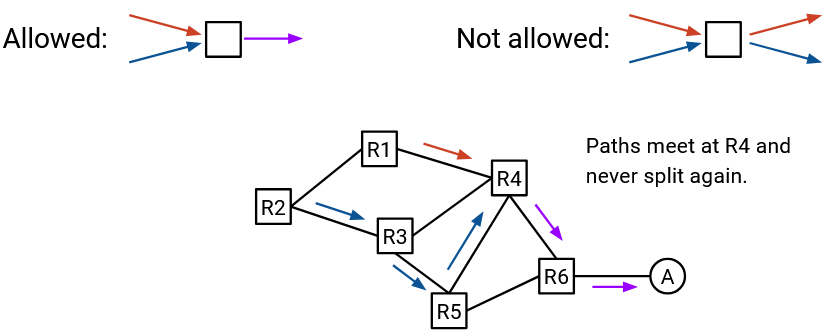 Allowed:
Not allowed:
Paths meet at R4 and
never split again.
R1
R4
R2
R3
R6
A
R5